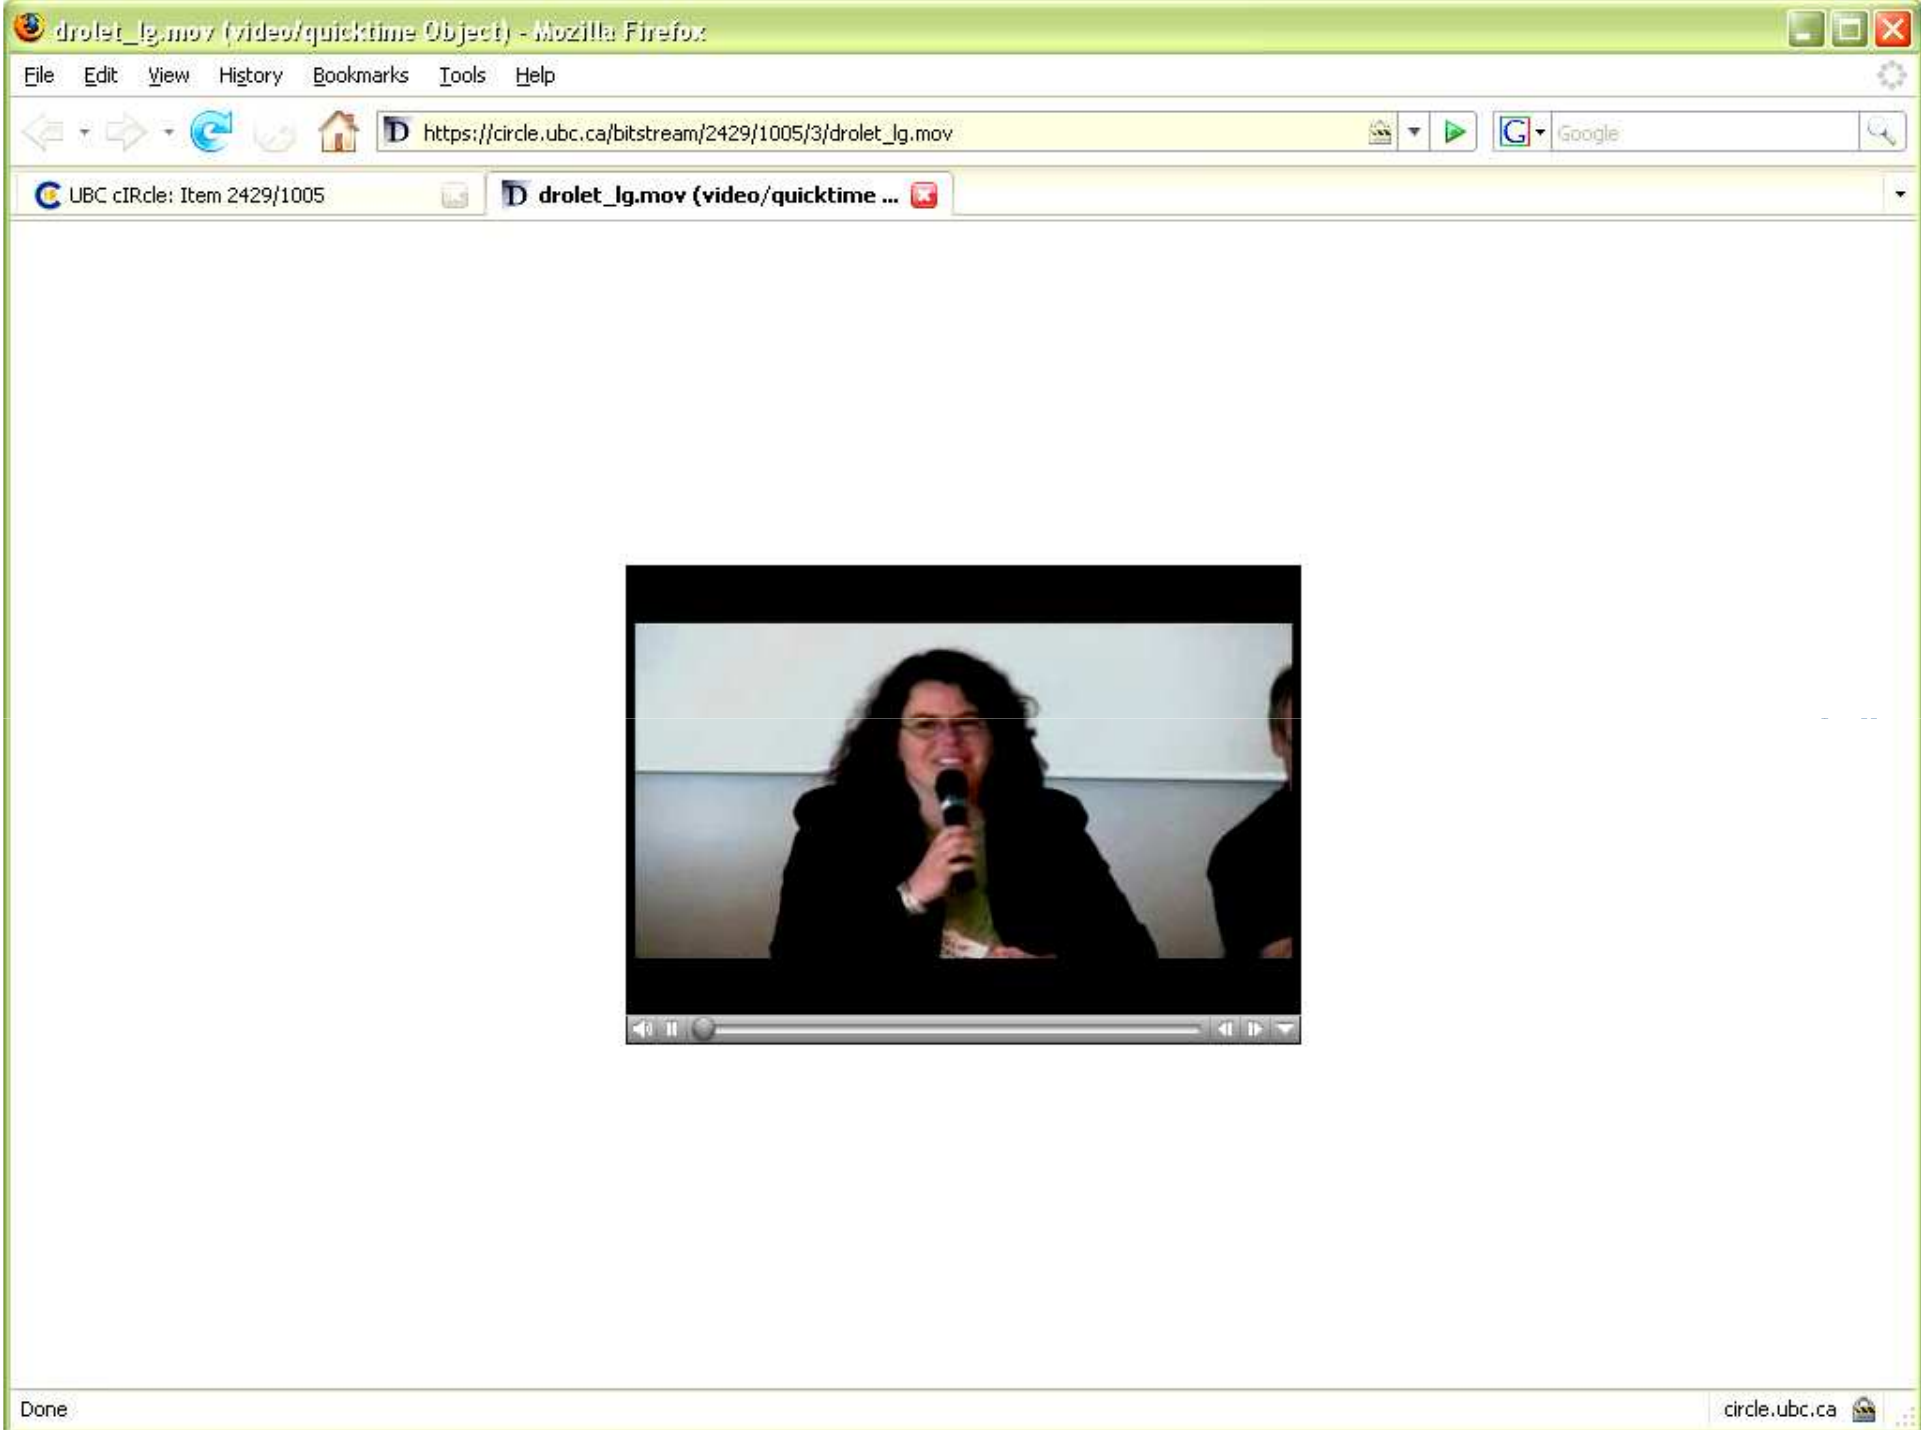 drolet_lg.mov (video/quicktime Object) - Mozilla Firefox
File Edit View History Bookmarks Tools Help
D https://circle.ubc.ca/bitstream/2429/1005/3/drolet_lg.mov G Google
UBC cIRcle: Item 2429/1005 D drolet_lg.mov (video/quicktime ...
Done circle.ubc.ca